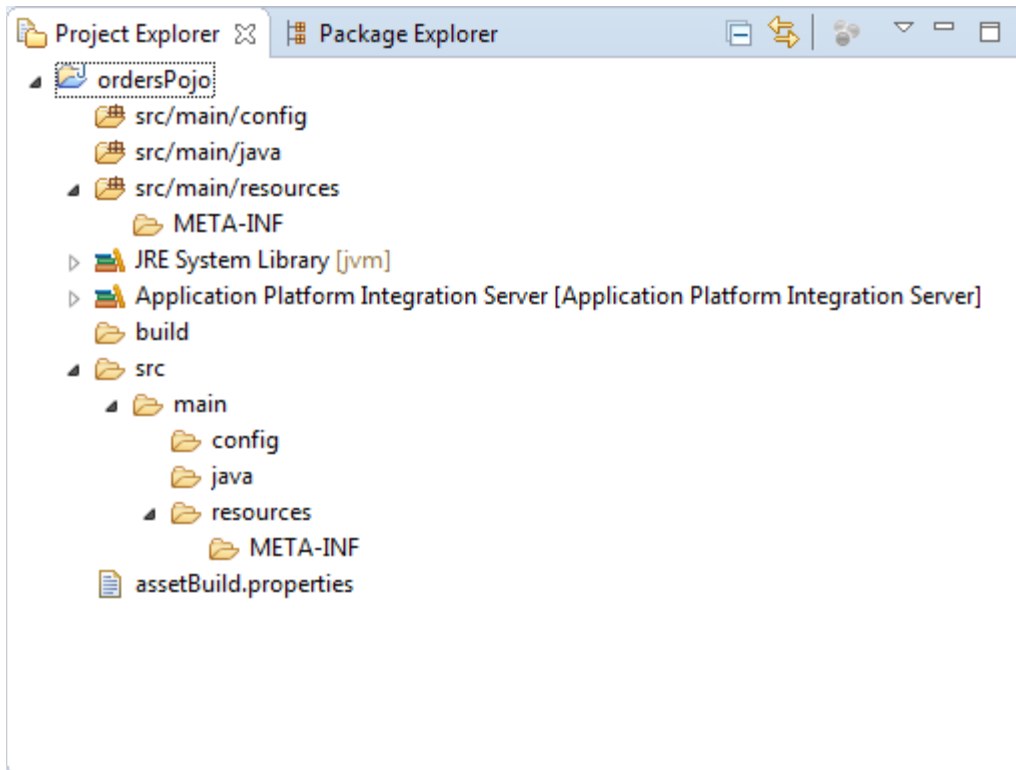 Project Explorer Package Explorer
ordersPojo
src/main/config
src/main/java
src/main/resources
META-INF
JRE System Library [jvm]
Application Platform Integration Server [Application Platform Integration Server]
build
src
main
config
java
resources
META-INF
assetBuild.properties